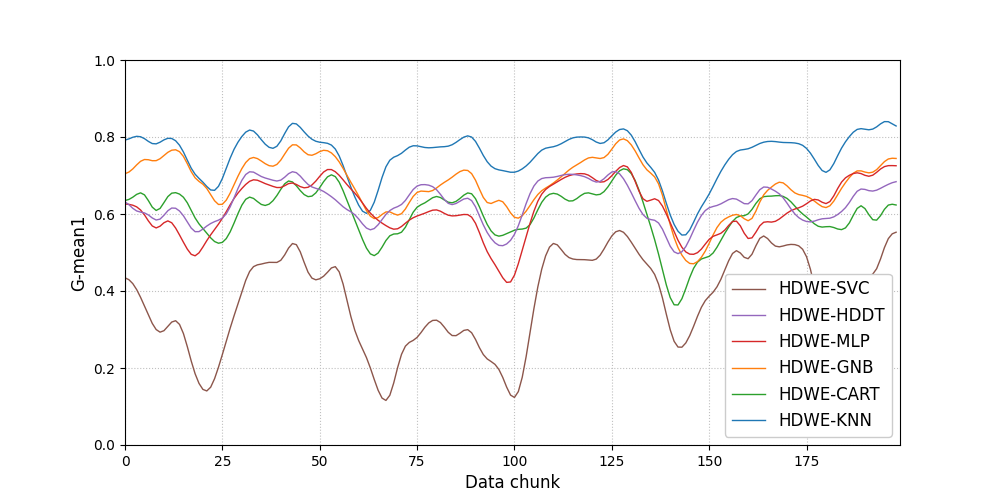 1.0
0.8
0.6
0.4
0.2
0.0
G-mean1
0 25 50 75 100 125 150 175
Data chunk
HDWE-SVC
HDWE-HDDT
HDWE-MLP
HDWE-GNB
HDWE-CART
HDWE-KNN